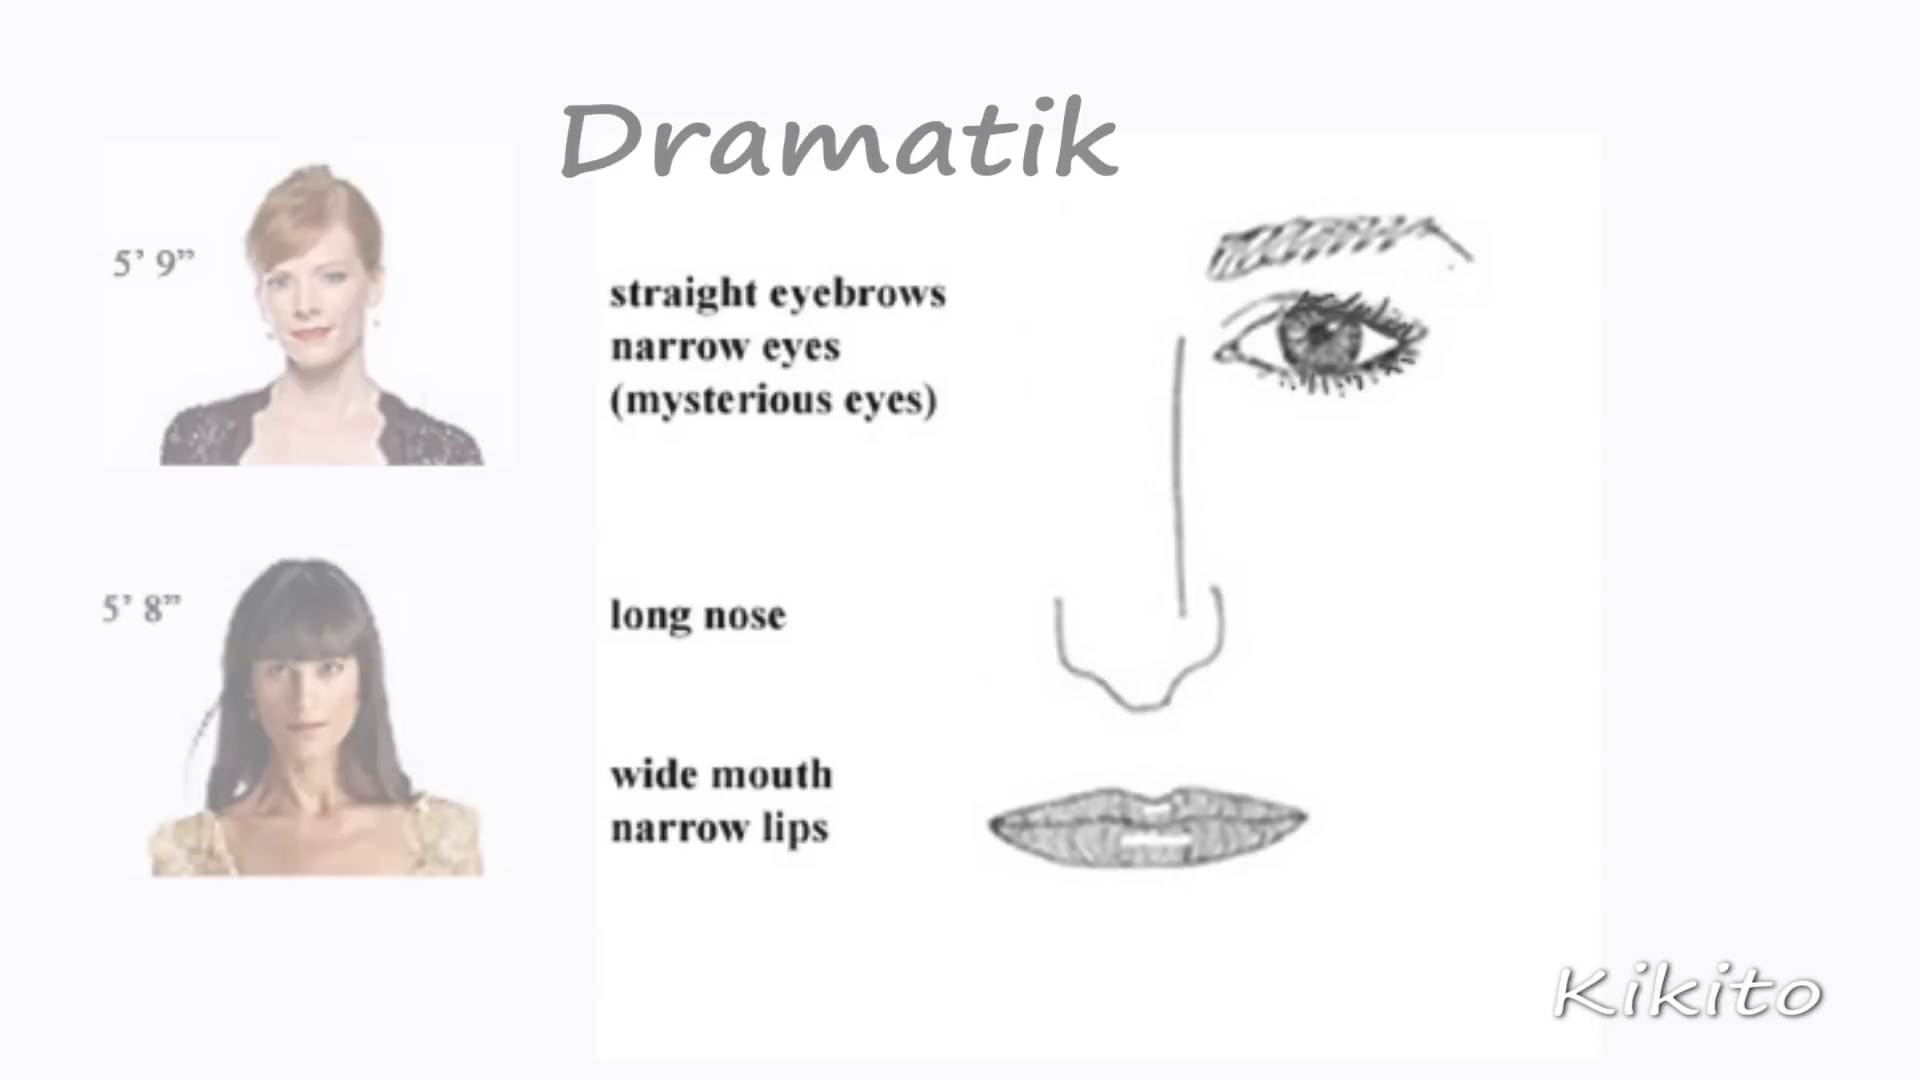 Dramatik
5' 9"
straight eyebrows
narrow eyes
(mysterious eyes)
5' 8"
long nose
wide mouth
narrow lips
Kikito